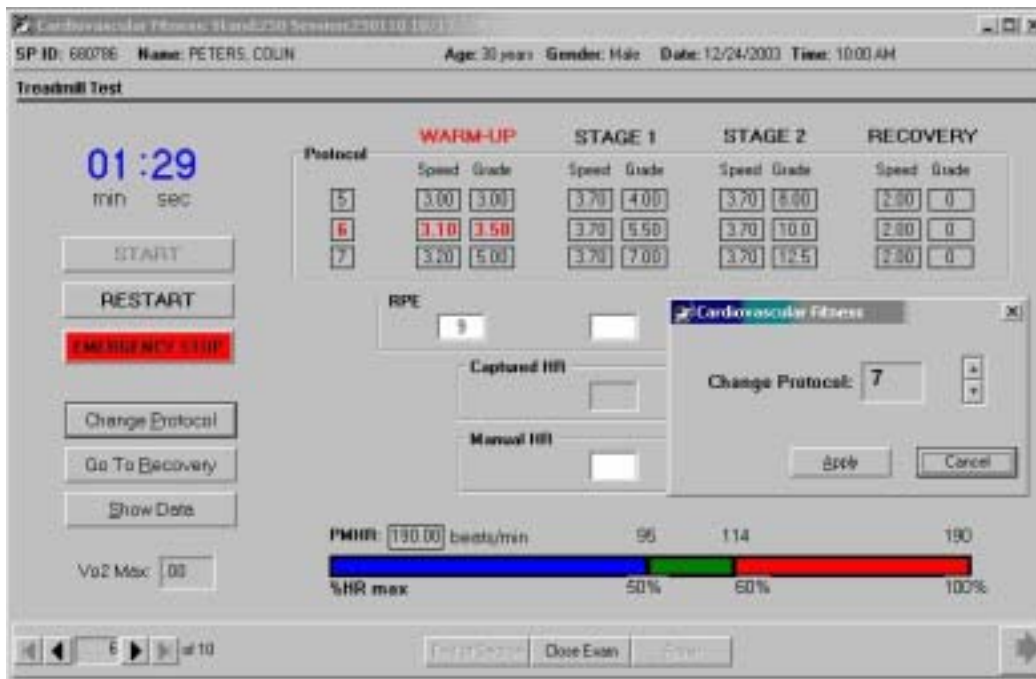 Cardiovascular Fitness:
SP ID: 680786 Name: PETERS, COLIN Age: 30 years Gender: Male Date: 12/24/2003 Time: 10:00 AM
Treadmill Test
01:29
min sec
START
RESTART
EMERGENCY STOP
Change Protocol
Go To Recovery
Show Data
Vo2 Max: .00
WARM-UP STAGE 1 STAGE 2 RECOVERY
Protocol
Speed Grade Speed Grade Speed Grade Speed Grade
5 3.00 3.00 3.70 4.00 3.70 8.00 2.00 0
6 3.10 3.50 3.70 5.50 3.70 10.0 2.00 0
7 3.20 5.00 3.70 7.00 3.70 12.5 2.00 0
RPE
9
Captured HR
Manual HR
Cardiovascular Fitness
Change Protocol: 7
Apply Cancel
PMHR: 190.00 beats/min 95 114 190
%HR max 50% 60% 100%
6 of 10
Close Exam